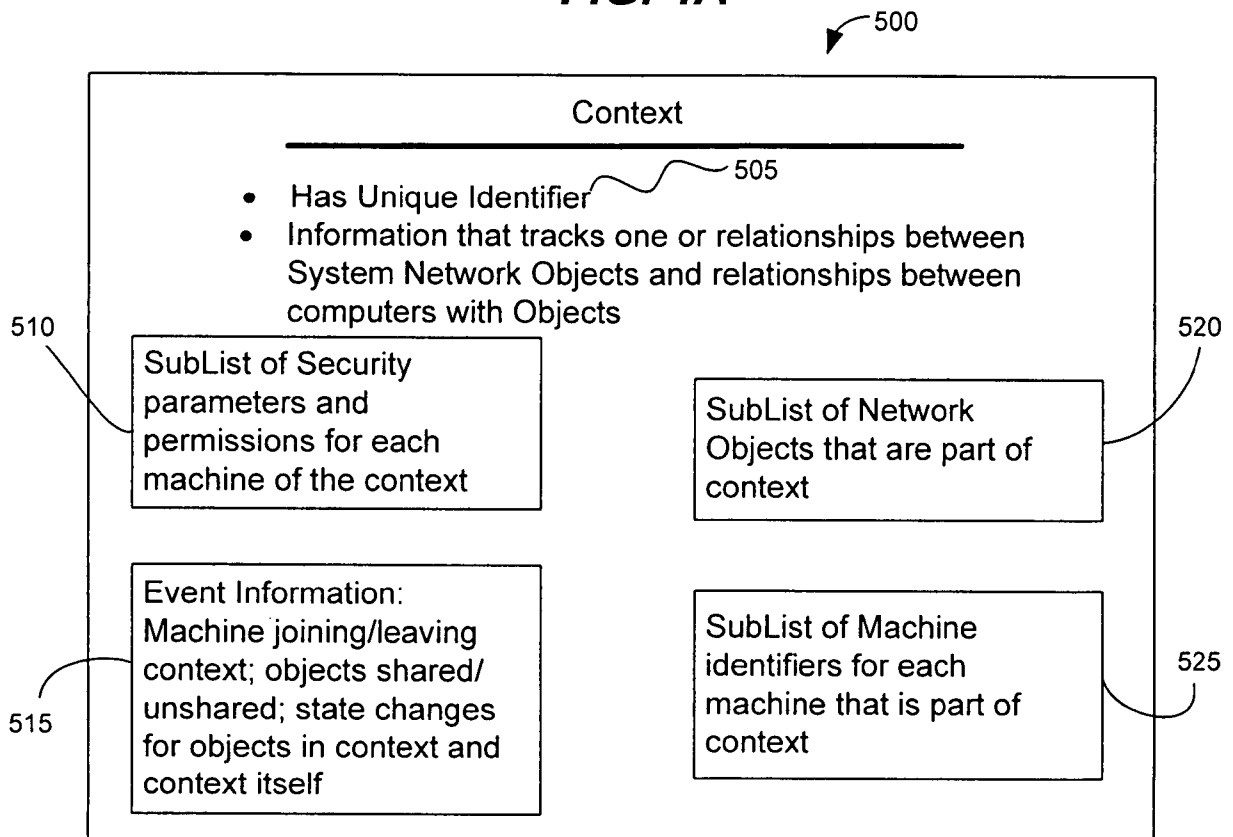 500
Context
505
• Has Unique Identifier
• Information that tracks one or relationships between
System Network Objects and relationships between
computers with Objects
510
SubList of Security
parameters and
permissions for each
machine of the context
520
SubList of Network
Objects that are part of
context
515
Event Information:
Machine joining/leaving
context; objects shared/
unshared; state changes
for objects in context and
context itself
525
SubList of Machine
identifiers for each
machine that is part of
context